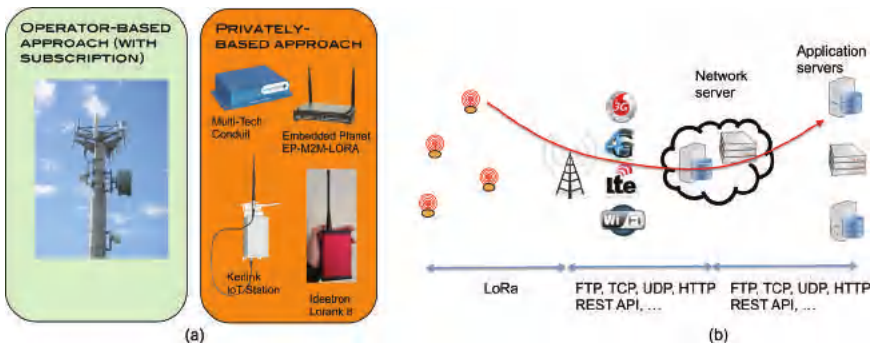 OPERATOR-BASED
APPROACH (WITH
SUBSCRIPTION)
PRIVATELY-
BASED APPROACH
Multi-Tech
Conduit
Embedded Planet
EP-M2M-LORA
Kerlink
IoT-Station
Ideetron
Lorank 8
(a)
Application
servers
Network
server
3G
4G
lte
Wi Fi
LoRa
FTP, TCP, UDP, HTTP
REST API, ...
FTP, TCP, UDP, HTTP
REST API, ...
(b)